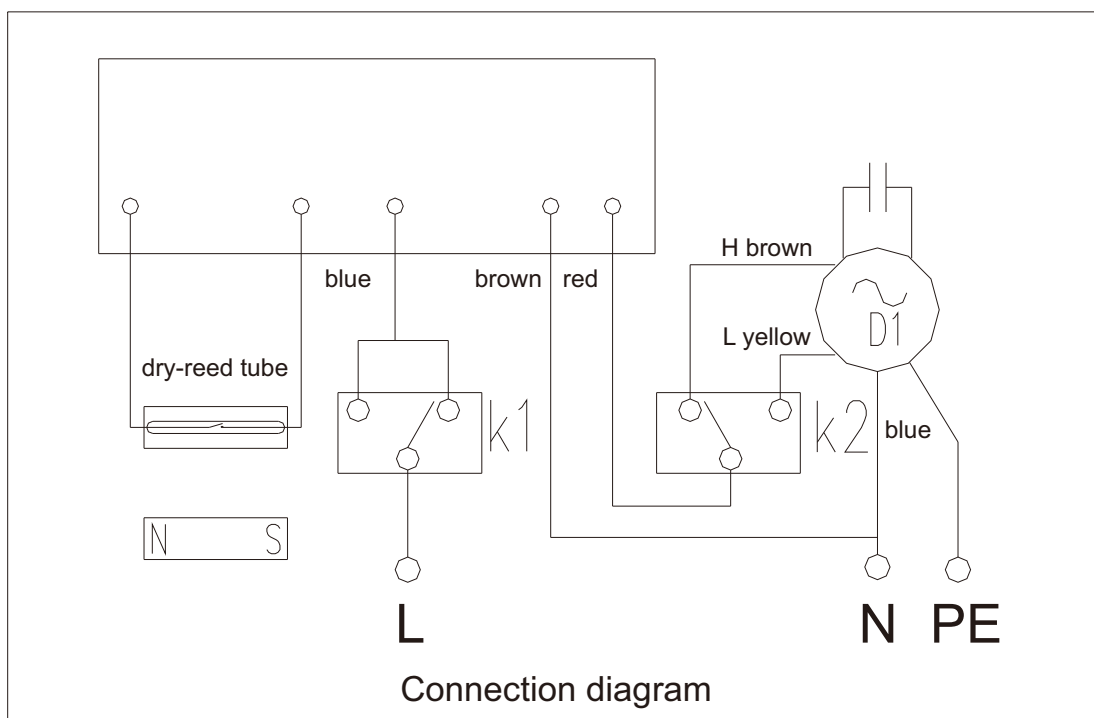 H brown
blue brown red
L yellow
D1
dry-reed tube
k1
k2
blue
N S
L
N PE
Connection diagram